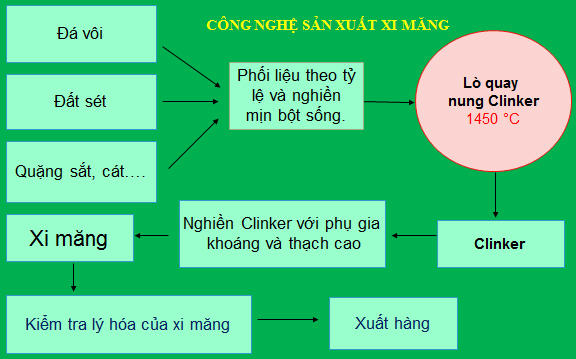 CÔNG NGHỆ SẢN XUẤT XI MĂNG
Đá vôi
Đất sét
Quặng sắt, cát....
Phối liệu theo tỷ
lệ và nghiền
mịn bột sống.
Lò quay
nung Clinker
1450 °C
Clinker
Nghiền Clinker với phụ gia
khoáng và thạch cao
Xi măng
Kiểm tra lý hóa của xi măng
Xuất hàng